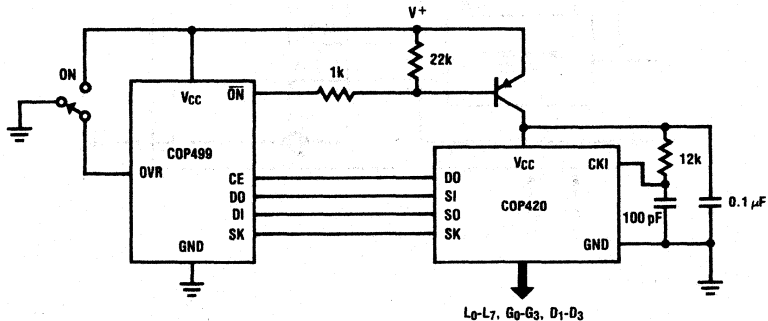 V+
ON
1k
22k
VCC
O̅N̅
COP499
OVR
CE
DO
DI
SK
GND
VCC
CKI
DO
SI
SO
SK
COP420
GND
12k
100 pF
0.1 μF
L0-L7, G0-G3, D1-D3